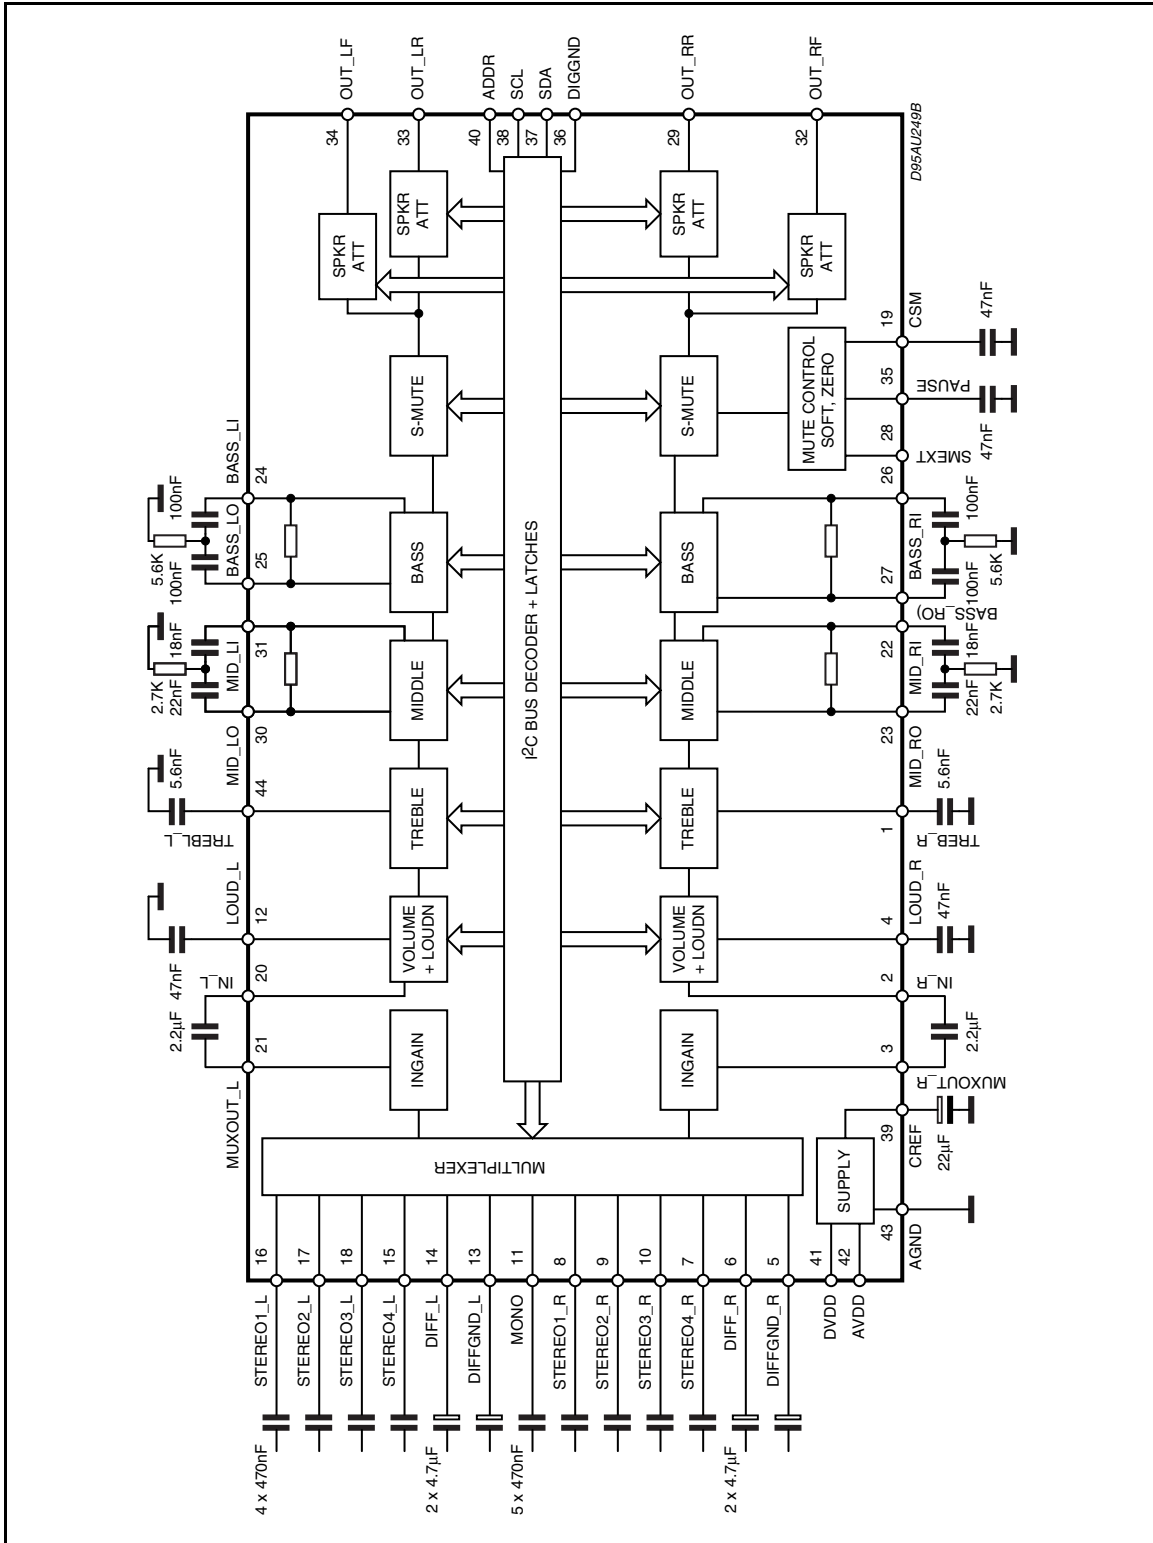 OUT_LF
OUT_LR
ADDR
SCL
SDA
DIGGND
OUT_RR
OUT_RF
34
33
40
38
37
36
29
32
D95AU249B
SPKR
ATT
SPKR
ATT
SPKR
ATT
SPKR
ATT
S-MUTE
S-MUTE
MUTE CONTROL
SOFT, ZERO
19
CSM
47nF
35
PAUSE
47nF
28
SMEXT
BASS_LI
24
100nF
BASS_LO
25
5.6K
100nF
BASS
BASS
26
BASS_RI
100nF
27
BASS_RO)
100nF
5.6K
18nF
MID_LI
31
2.7K
22nF
MID_LO
30
MIDDLE
MIDDLE
22
MID_RI
18nF
23
MID_RO
22nF
2.7K
5.6nF
44
TREBL_L
TREBLE
TREBLE
1
TREB_R
5.6nF
LOUD_L
12
47nF
VOLUME
+ LOUDN
VOLUME
+ LOUDN
4
LOUD_R
47nF
IN_L
20
2.2µF
21
MUXOUT_L
INGAIN
INGAIN
2
IN_R
2.2µF
3
MUXOUT_R
I2C BUS DECODER + LATCHES
MULTIPLEXER
SUPPLY
39
CREF
22µF
43
AGND
16
17
18
15
14
13
11
8
9
10
7
6
5
41
42
STEREO1_L
STEREO2_L
STEREO3_L
STEREO4_L
DIFF_L
DIFFGND_L
MONO
STEREO1_R
STEREO2_R
STEREO3_R
STEREO4_R
DIFF_R
DIFFGND_R
DVDD
AVDD
4 x 470nF
2 x 4.7µF
5 x 470nF
2 x 4.7µF